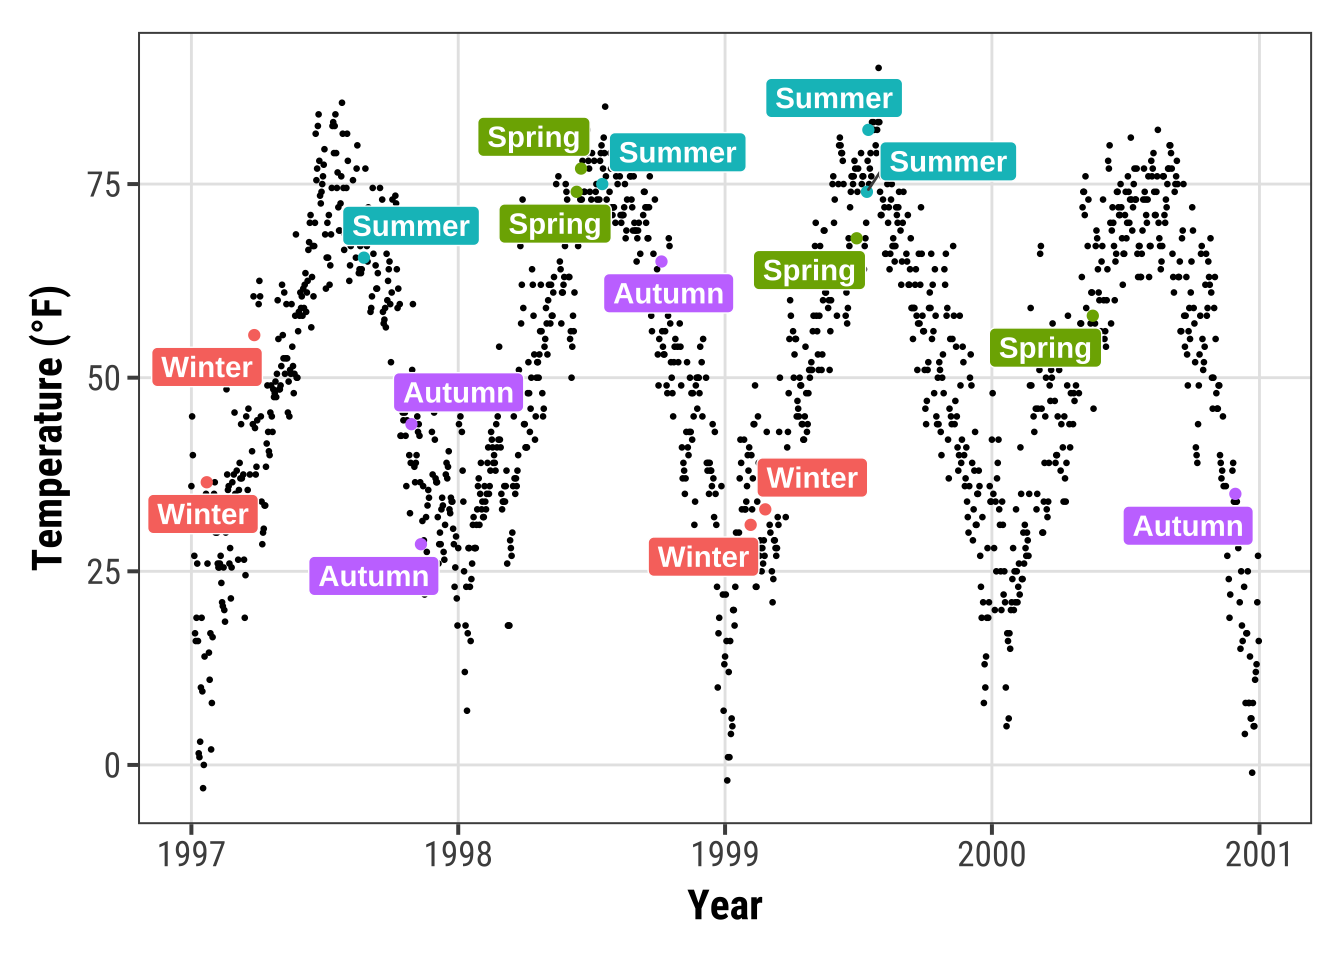 Summer
Spring
Summer
Summer
75
Spring
Summer
Spring
Autumn
Spring
Winter
50
Autumn
Winter
Winter
Autumn
Winter
Autumn
25
0
Temperature (°F)
1997
1998
1999
2000
2001
Year